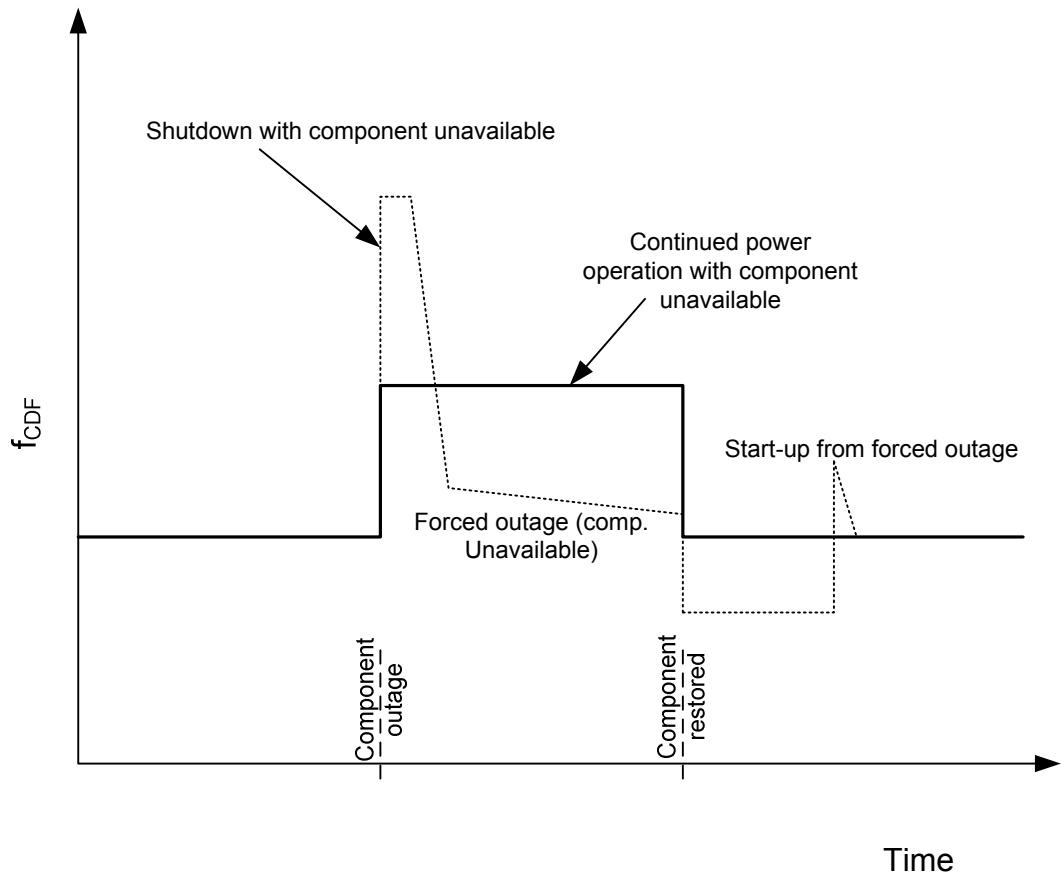 Shutdown with component unavailable
Continued power
operation with component
unavailable
fCDF
Start-up from forced outage
Forced outage (comp.
Unavailable)
Component
outage
Component
restored
Time